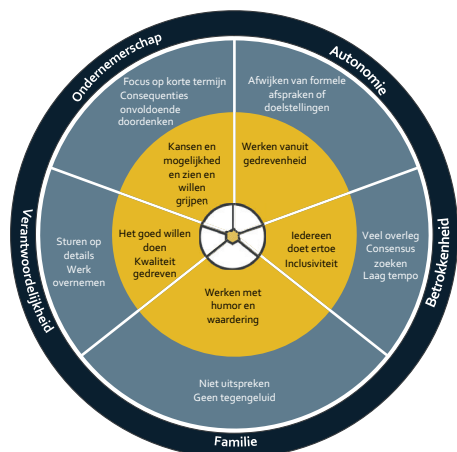 Ondernemerschap
Autonomie
Focus op korte termijn
Consequenties
onvoldoende
doordenken
Afwijken van formele
afspraken of
doelstellingen
Kansen en
mogelijkhed
en zien en
willen
grijpen
Werken vanuit
gedrevenheid
Verantwoordelijkheid
Sturen op
details
Werk
overnemen
Het goed willen
doen
Kwaliteit
gedreven
Iedereen
doet ertoe
Inclusiviteit
Veel overleg
Consensus
zoeken
Laag tempo
Betrokkenheid
Werken met
humor en
waardering
Niet uitspreken
Geen tegengeluid
Familie